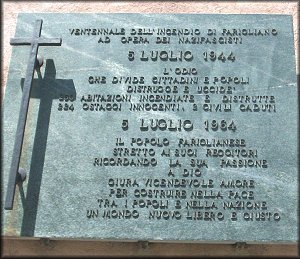 VENTENNALE DELL'INCENDIO DI FARIGLIANO
AD OPERA DEI NAZIFASCISTI
5 LUGLIO 1944
L'ODIO
CHE DIVIDE CITTADINI E POPOLI
DISTRUGGE E UCCIDE
ABITAZIONI INCENDIATE E DISTRUTTE
OSTAGGI INNOCENTI, 8 CIVILI CADUTI
5 LUGLIO 1964
IL POPOLO FARIGLIANESE
STRETTO AI SUOI REGGITORI
RICORDANDO LA SUA PASSIONE
A DIO
GIURA VICENDEVOLE AMORE
PER COSTRUIRE NELLA PACE
TRA I POPOLI E NELLA NAZIONE
UN MONDO NUOVO LIBERO E GIUSTO